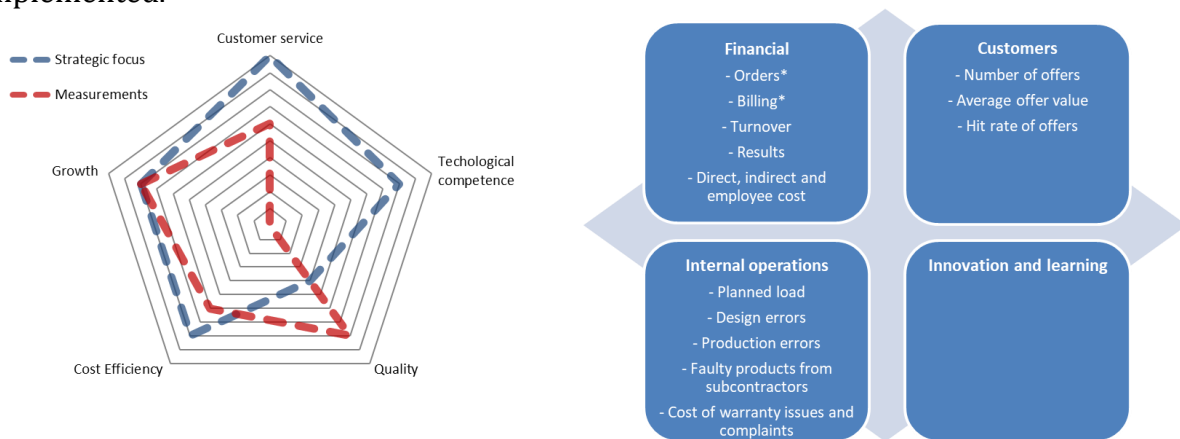 Customer service
Strategic focus
Measurements
Growth
Techological
competence
Cost Efficiency
Quality
Financial
- Orders*
- Billing*
- Turnover
- Results
- Direct, indirect and
employee cost
Customers
- Number of offers
- Average offer value
- Hit rate of offers
Internal operations
- Planned load
- Design errors
- Production errors
- Faulty products from
subcontractors
- Cost of warranty issues and
complaints
Innovation and learning